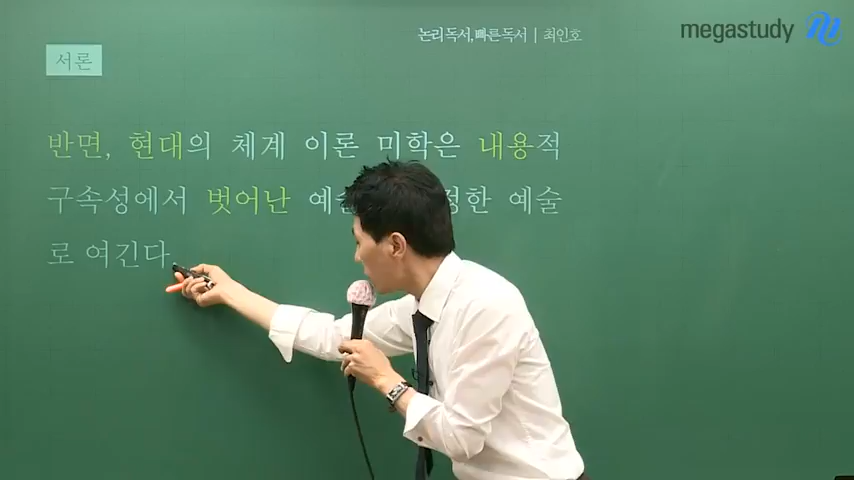 논리독서, 빠른독서 | 최인호
megastudy
서론
반면, 현대의 체계 이론 미학은 내용적
구속성에서 벗어난 예술 정한 예술
로 여긴다.